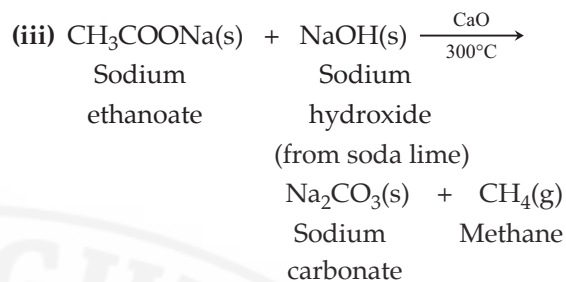 (iii) CH₃COONa(s) + NaOH(s) CaO 300°C →
Sodium Sodium
ethanoate hydroxide
(from soda lime)
Na₂CO₃(s) + CH₄(g)
Sodium Methane
carbonate